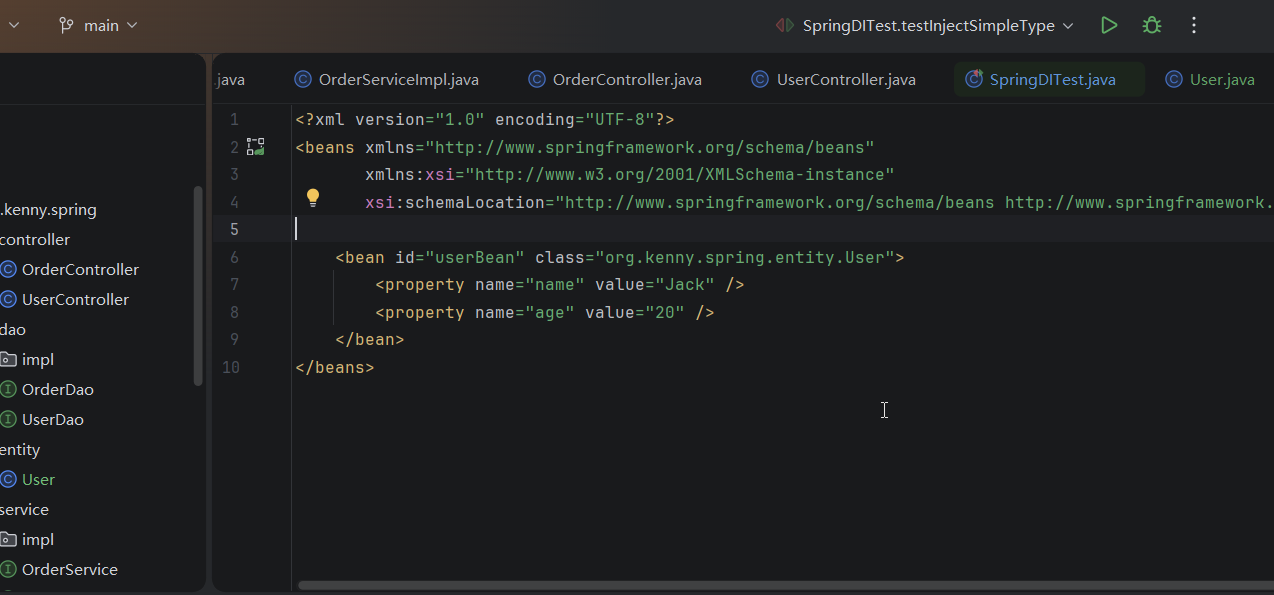 main
SpringDITest.testInjectSimpleType
.java
OrderServiceImpl.java
OrderController.java
UserController.java
SpringDITest.java
User.java
.kenny.spring
controller
OrderController
UserController
dao
impl
OrderDao
UserDao
entity
User
service
impl
OrderService
1 <?xml version="1.0" encoding="UTF-8"?>
2 <beans xmlns="http://www.springframework.org/schema/beans"
3 xmlns:xsi="http://www.w3.org/2001/XMLSchema-instance"
4 xsi:schemaLocation="http://www.springframework.org/schema/beans http://www.springframework.
5
6 <bean id="userBean" class="org.kenny.spring.entity.User">
7 <property name="name" value="Jack" />
8 <property name="age" value="20" />
9 </bean>
10 </beans>